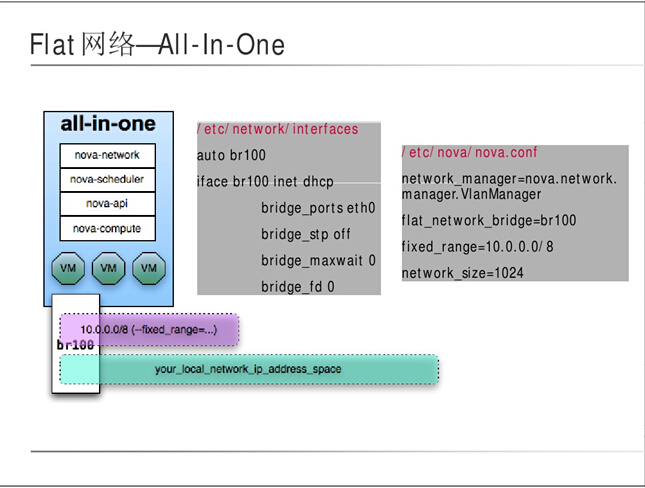 Flat 网络—All-In-One
all-in-one
nova-network
nova-scheduler
nova-api
nova-compute
VM VM VM
10.0.0.0/8 (--fixed_range=...)
br100
your_local_network_ip_address_space
/etc/network/interfaces
auto br100
iface br100 inet dhcp
bridge_ports eth0
bridge_stp off
bridge_maxwait 0
bridge_fd 0
/etc/nova/nova.conf
network_manager=nova.network.
manager.VlanManager
flat_network_bridge=br100
fixed_range=10.0.0.0/8
network_size=1024